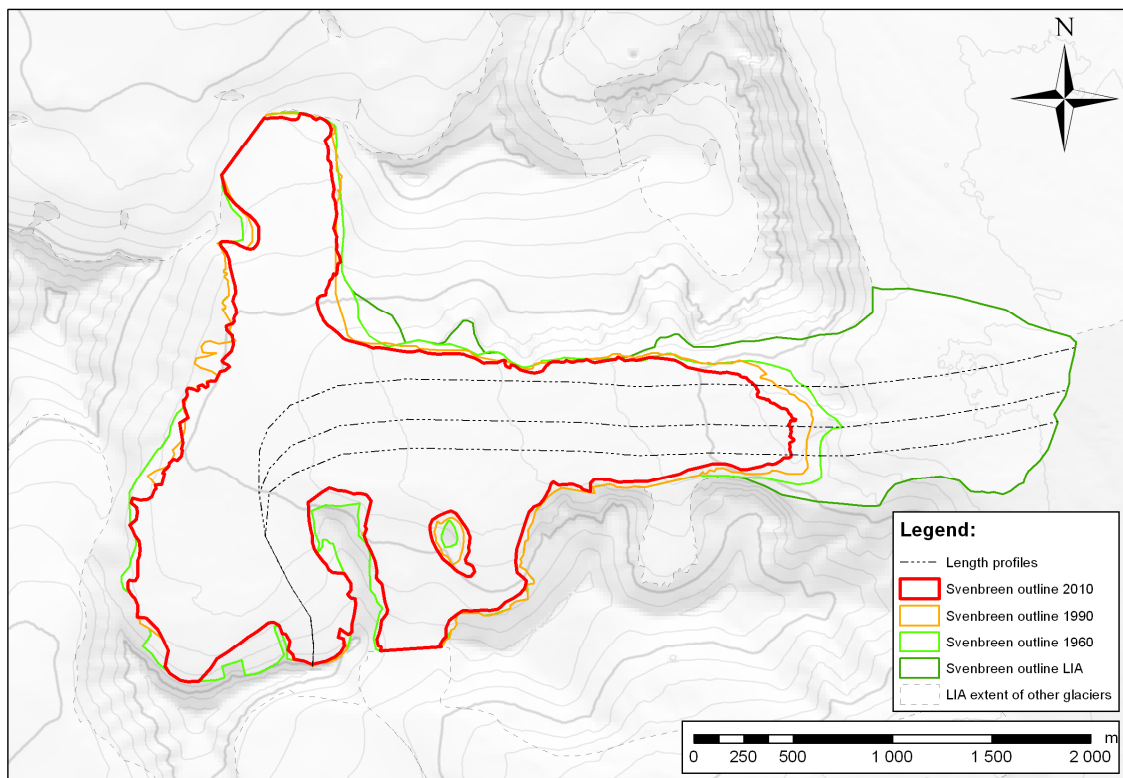 N
Legend:
Length profiles
Svenbreen outline 2010
Svenbreen outline 1990
Svenbreen outline 1960
Svenbreen outline LIA
LIA extent of other glaciers
m
0 250 500 1 000 1 500 2 000